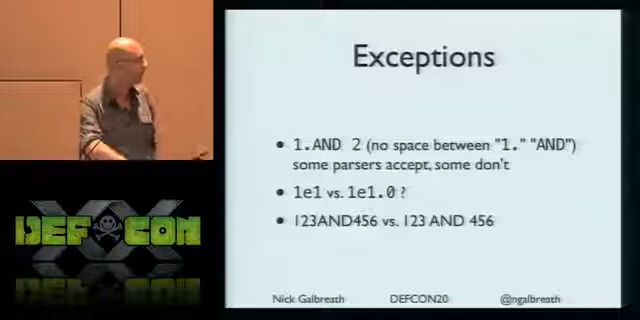 Exceptions
• 1.AND 2 (no space between "1." "AND")
some parsers accept, some don't
• 1e1 vs. 1e1.0 ?
• 123AND456 vs. 123 AND 456
Nick Galbreath DEFCON20 @ngalbreath
DEF CON
XX